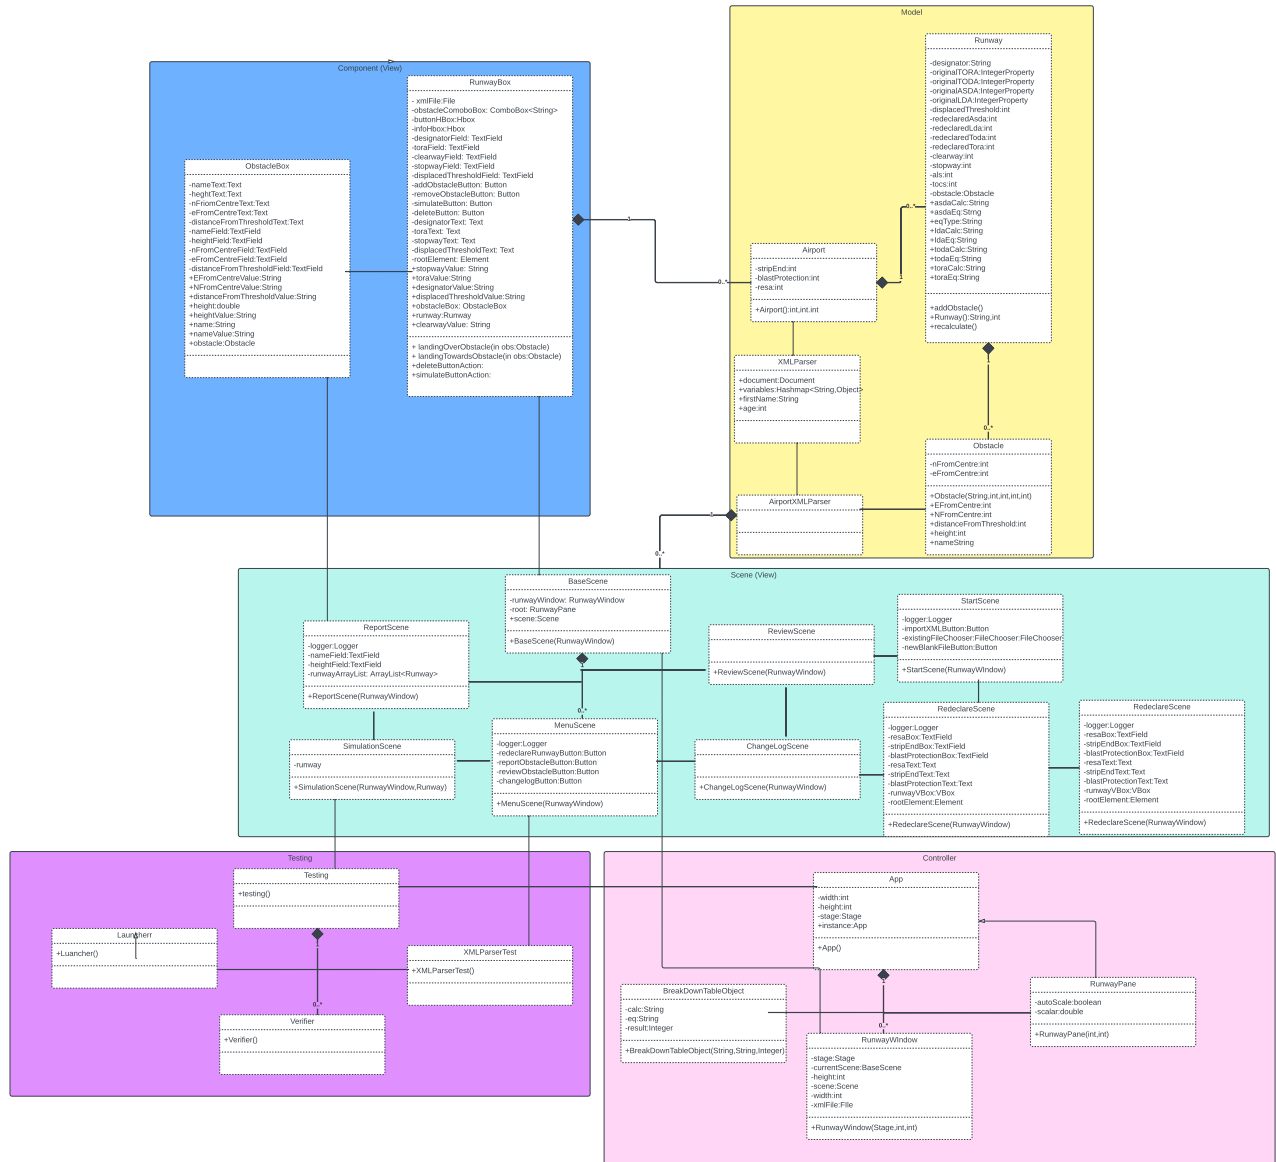 Model
Runway
-designator:String
-originalTORA:IntegerProperty
-originalTODA:IntegerProperty
-originalASDA:IntegerProperty
-originalLDA:IntegerProperty
-displacedThreshold:int
-redeclaredAsda:int
-redeclaredLda:int
-redeclaredToda:int
-redeclaredTora:int
-clearway:int
-stopway:int
-als:int
-tocs:int
-obstacle:Obstacle
+asdaCalc:String
+asdaEq:Strng
+eqType:String
+ldaCalc:String
+ldaEq:String
+todaCalc:String
+todaEq:String
+toraCalc:String
+toraEq:String
+addObstacle()
+Runway():String,int
+recalculate()
0..*
1
Airport
-stripEnd:int
-blastProtection:int
-resa:int
+Airport():int,int.int
XMLParser
+document:Document
+variables:Hashmap<String,Object>
+firstName:String
+age:int
AirportXMLParser
1
0..*
Obstacle
-nFromCentre:int
-eFromCentre:int
+Obstacle(String,int,int,int,int)
+EFromCentre:int
+NFromCentre:int
+distanceFromThreshold:int
+height:int
+nameString
Component (View)
RunwayBox
- xmlFile:File
-obstacleComoboBox: ComboBox<String>
-buttonHBox:Hbox
-infoHbox:Hbox
-designatorField: TextField
-toraField: TextField
-clearwayField: TextField
-stopwayField: TextField
-displacedThresholdField: TextField
-addObstacleButton: Button
-removeObstacleButton: Button
-simulateButton: Button
-deleteButton: Button
-designatorText: Text
-toraText: Text
-stopwayText: Text
-displacedThresholdText: Text
-rootElement: Element
+stopwayValue: String
+toraValue:String
+designatorValue:String
+displacedThresholdValue:String
+obstacleBox: ObstacleBox
+runway:Runway
+clearwayValue: String
+ landingOverObstacle(in obs:Obstacle)
+ landingTowardsObstacle(in obs:Obstacle)
+deleteButtonAction:
+simulateButtonAction:
ObstacleBox
-nameText:Text
-heghtText:Text
-nFriomCentreText:Text
-eFromCentreText:Text
-distanceFromThresholdText:Text
-nameField:TextField
-heightField:TextField
-nFromCentreField:TextField
-eFromCentreField:TextField
-distanceFromThresholdField:TextField
+EFromCentreValue:String
+NFromCentreValue:String
+distanceFromThresholdValue:String
+height:double
+heightValue:String
+name:String
+nameValue:String
+obstacle:Obstacle
1
0..*
1
0..*
Scene (View)
BaseScene
-runwayWindow: RunwayWindow
-root: RunwayPane
+scene:Scene
+BaseScene(RunwayWindow)
1
0..*
ReportScene
-logger:Logger
-nameField:TextField
-heightField:TextField
-runwayArrayList: ArrayList<Runway>
+ReportScene(RunwayWindow)
ReviewScene
+ReviewScene(RunwayWindow)
StartScene
-logger:Logger
-importXMLButton:Button
-existingFileChooser:FiileChooser:FileChooser
-newBlankFileButton:Button
+StartScene(RunwayWIndow)
SimulationScene
-runway
+SimulationScene(RunwayWindow,Runway)
MenuScene
-logger:Logger
-redeclareRunwayButton:Button
-reportObstacleButton:Button
-reviewObstacleButton:Button
-changelogButton:Button
+MenuScene(RunwayWindow)
ChangeLogScene
+ChangeLogScene(RunwayWindow)
RedeclareScene
-logger:Logger
-resaBox:TextField
-stripEndBox:TextField
-blastProtectionBox:TextField
-resaText:Text
-stripEndText:Text
-blastProtectionText:Text
-runwayVBox:VBox
-rootElement:Element
+RedeclareScene(RunwayWindow)
RedeclareScene
-logger:Logger
-resaBox:TextField
-stripEndBox:TextField
-blastProtectionBox:TextField
-resaText:Text
-stripEndText:Text
-blastProtectionText:Text
-runwayVBox:VBox
-rootElement:Element
+RedeclareScene(RunwayWindow)
Testing
Testing
+testing()
1
0..*
Launcherr
+Luancher()
XMLParserTest
+XMLParserTest()
Verifier
+Verifier()
Controller
App
-width:int
-height:int
-stage:Stage
+instance:App
+App()
1
0..*
BreakDownTableObject
-calc:String
-eq:String
-result:Integer
+BreakDownTableObject(String,String,Integer)
RunwayPane
-autoScale:boolean
-scalar:double
+RunwayPane(int,int)
RunwayWIndow
-stage:Stage
-currentScene:BaseScene
-height:int
-scene:Scene
-width:int
-xmlFile:FIle
+RunwayWindow(Stage,int,int)